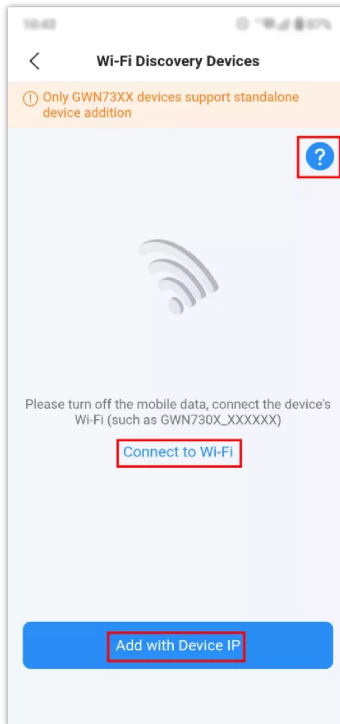 Wi-Fi Discovery Devices
Only GWN73XX devices support standalone
device addition
?
Please turn off the mobile data, connect the device's
Wi-Fi (such as GWN730X_XXXXXX)
Connect to Wi-Fi
Add with Device IP